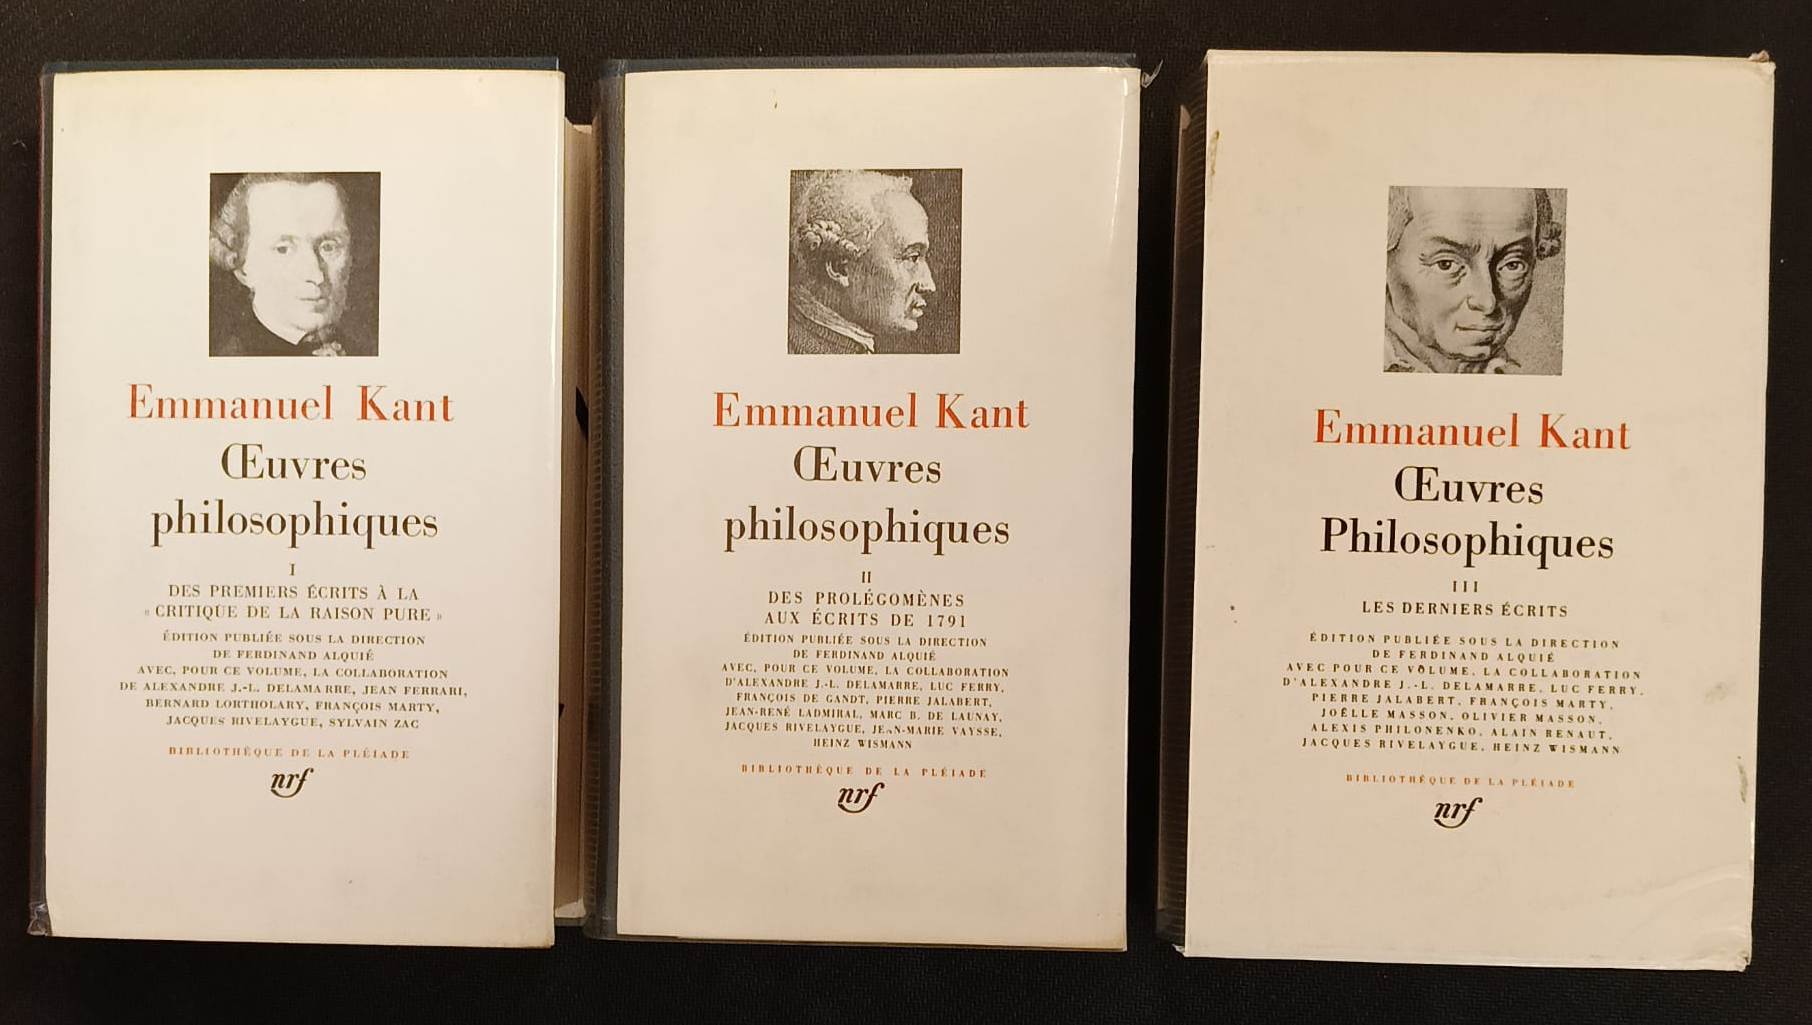 Emmanuel Kant
Œuvres
philosophiques
I
DES PREMIERS ÉCRITS À LA
« CRITIQUE DE LA RAISON PURE »
ÉDITION PUBLIÉE SOUS LA DIRECTION
DE FERDINAND ALQUIÉ
AVEC, POUR CE VOLUME, LA COLLABORATION
DE ALEXANDRE J.-L. DELAMARRE, JEAN FERRARI,
BERNARD LORTHOLARY, FRANÇOIS MARTY,
JACQUES RIVELAYGUE, SYLVAIN ZAC
BIBLIOTHÈQUE DE LA PLÉIADE
nrf
Emmanuel Kant
Œuvres
philosophiques
II
DES PROLÉGOMÈNES
AUX ÉCRITS DE 1791
ÉDITION PUBLIÉE SOUS LA DIRECTION
DE FERDINAND ALQUIÉ
AVEC, POUR CE VOLUME, LA COLLABORATION
D'ALEXANDRE J.-L. DELAMARRE, LUC FERRY,
FRANÇOIS DE GANDT, PIERRE JALABERT,
JEAN-RENÉ LADMIRAL, MARC B. DE LAUNAY,
JACQUES RIVELAYGUE, JEAN-MARIE VAYSSE,
HEINZ WISMANN
BIBLIOTHÈQUE DE LA PLÉIADE
nrf
Emmanuel Kant
Œuvres
Philosophiques
III
LES DERNIERS ÉCRITS
ÉDITION PUBLIÉE SOUS LA DIRECTION
DE FERDINAND ALQUIÉ
AVEC POUR CE VOLUME, LA COLLABORATION
D'ALEXANDRE J.-L. DELAMARRE, LUC FERRY,
PIERRE JALABERT, FRANÇOIS MARTY,
JOËLLE MASSON, OLIVIER MASSON,
ALEXIS PHILONENKO, ALAIN RENAUT,
JACQUES RIVELAYGUE, HEINZ WISMANN
BIBLIOTHÈQUE DE LA PLÉIADE
nrf